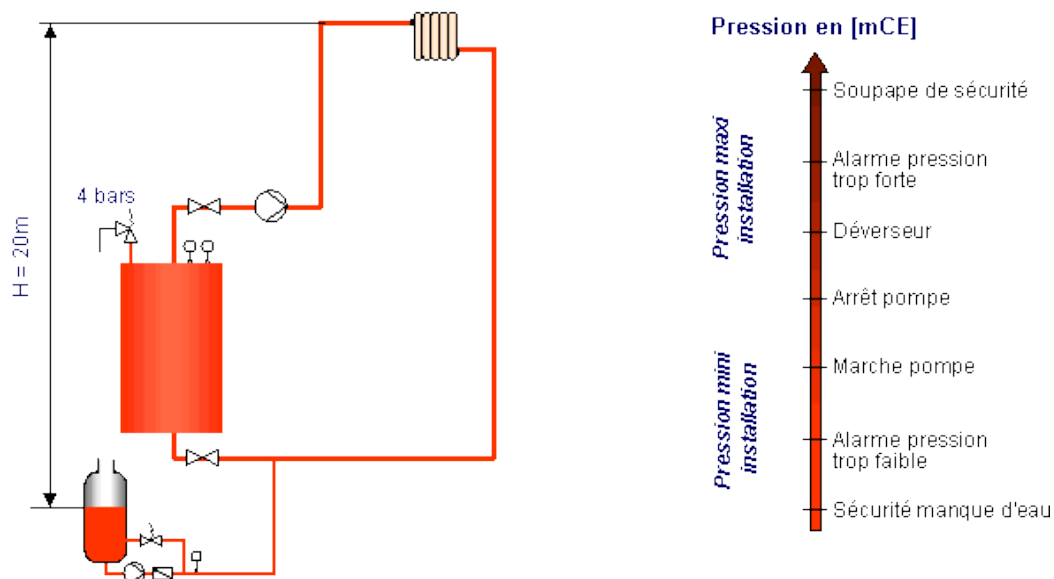 H = 20m
4 bars
Pression en [mCE]
Pression maxi
installation
Pression mini
installation
Soupape de sécurité
Alarme pression
trop forte
Déverseur
Arrêt pompe
Marche pompe
Alarme pression
trop faible
Sécurité manque d'eau